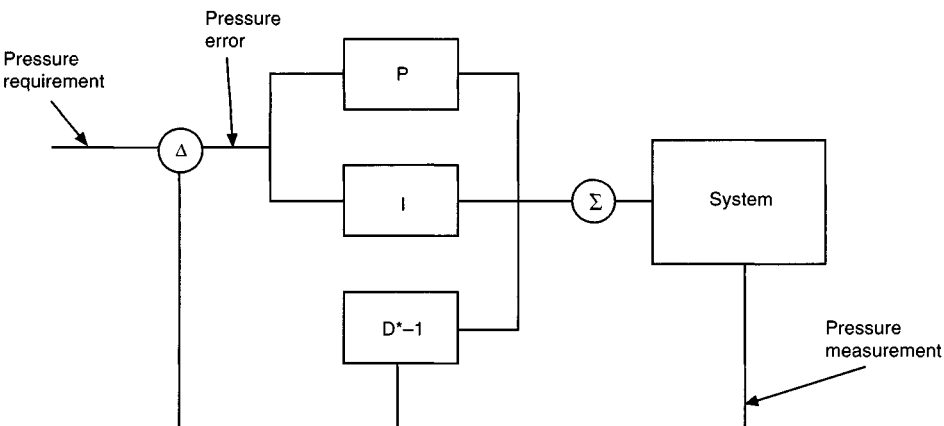 Pressure
error
Pressure
requirement
P
Δ
I
Σ
System
D*–1
Pressure
measurement